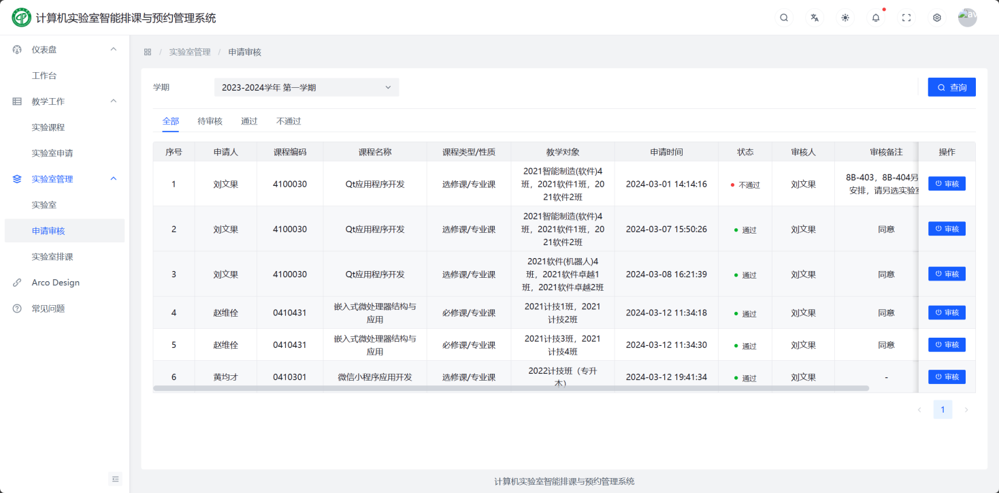 计算机实验室智能排课与预约管理系统
仪表盘
工作台
教学工作
实验课程
实验室申请
实验室管理
实验室
申请审核
实验室排课
Arco Design
常见问题
/ 实验室管理 / 申请审核
学期 2023-2024学年 第一学期 查询
全部 待审核 通过 不通过
序号 申请人 课程编码 课程名称 课程类型/性质 教学对象 申请时间 状态 审核人 审核备注 操作
1 刘文果 4100030 Qt应用程序开发 选修课/专业课 2021智能制造(软件)4
班，2021软件1班，20
21软件2班 2024-03-01 14:14:16 不通过 刘文果 8B-403，8B-404另
安排，请另选实验室 审核
2 刘文果 4100030 Qt应用程序开发 选修课/专业课 2021智能制造(软件)4
班，2021软件1班，20
21软件2班 2024-03-07 15:50:26 通过 刘文果 同意 审核
3 刘文果 4100030 Qt应用程序开发 选修课/专业课 2021软件(机器人)4
班，2021软件卓越1
班，2021软件卓越2班 2024-03-08 16:21:39 通过 刘文果 同意 审核
4 赵维佺 0410431 嵌入式微处理器结构与
应用 必修课/专业课 2021计技1班，2021
计技2班 2024-03-12 11:34:18 通过 刘文果 同意 审核
5 赵维佺 0410431 嵌入式微处理器结构与
应用 必修课/专业课 2021计技3班，2021
计技4班 2024-03-12 11:34:30 通过 刘文果 同意 审核
6 黄均才 0410301 微信小程序应用开发 选修课/专业课 2022计技班（专升
本） 2024-03-12 19:41:34 通过 刘文果 - 审核
1
计算机实验室智能排课与预约管理系统